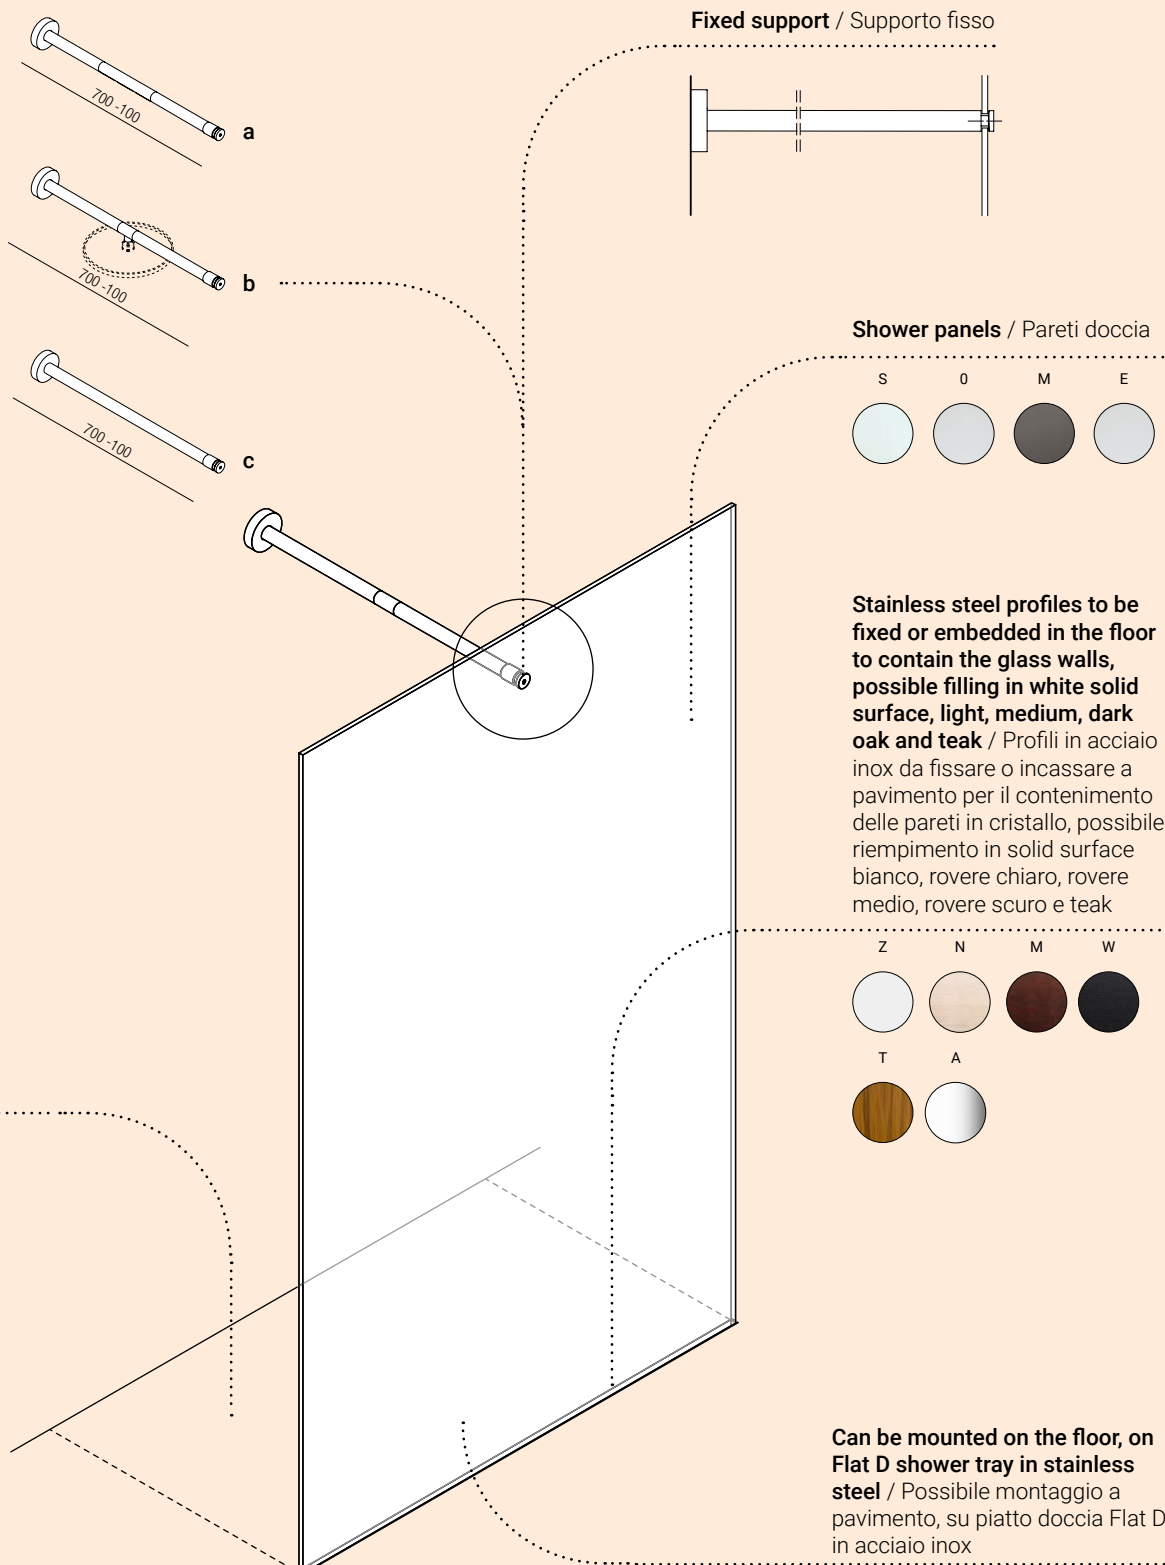 Fixed support / Supporto fisso
700 -100
a
700 -100
b
700 -100
c
Shower panels / Pareti doccia
S 0 M E
Stainless steel profiles to be
fixed or embedded in the floor
to contain the glass walls,
possible filling in white solid
surface, light, medium, dark
oak and teak / Profili in acciaio
inox da fissare o incassare a
pavimento per il contenimento
delle pareti in cristallo, possibile
riempimento in solid surface
bianco, rovere chiaro, rovere
medio, rovere scuro e teak
Z N M W
T A
Can be mounted on the floor, on
Flat D shower tray in stainless
steel / Possibile montaggio a
pavimento, su piatto doccia Flat D
in acciaio inox